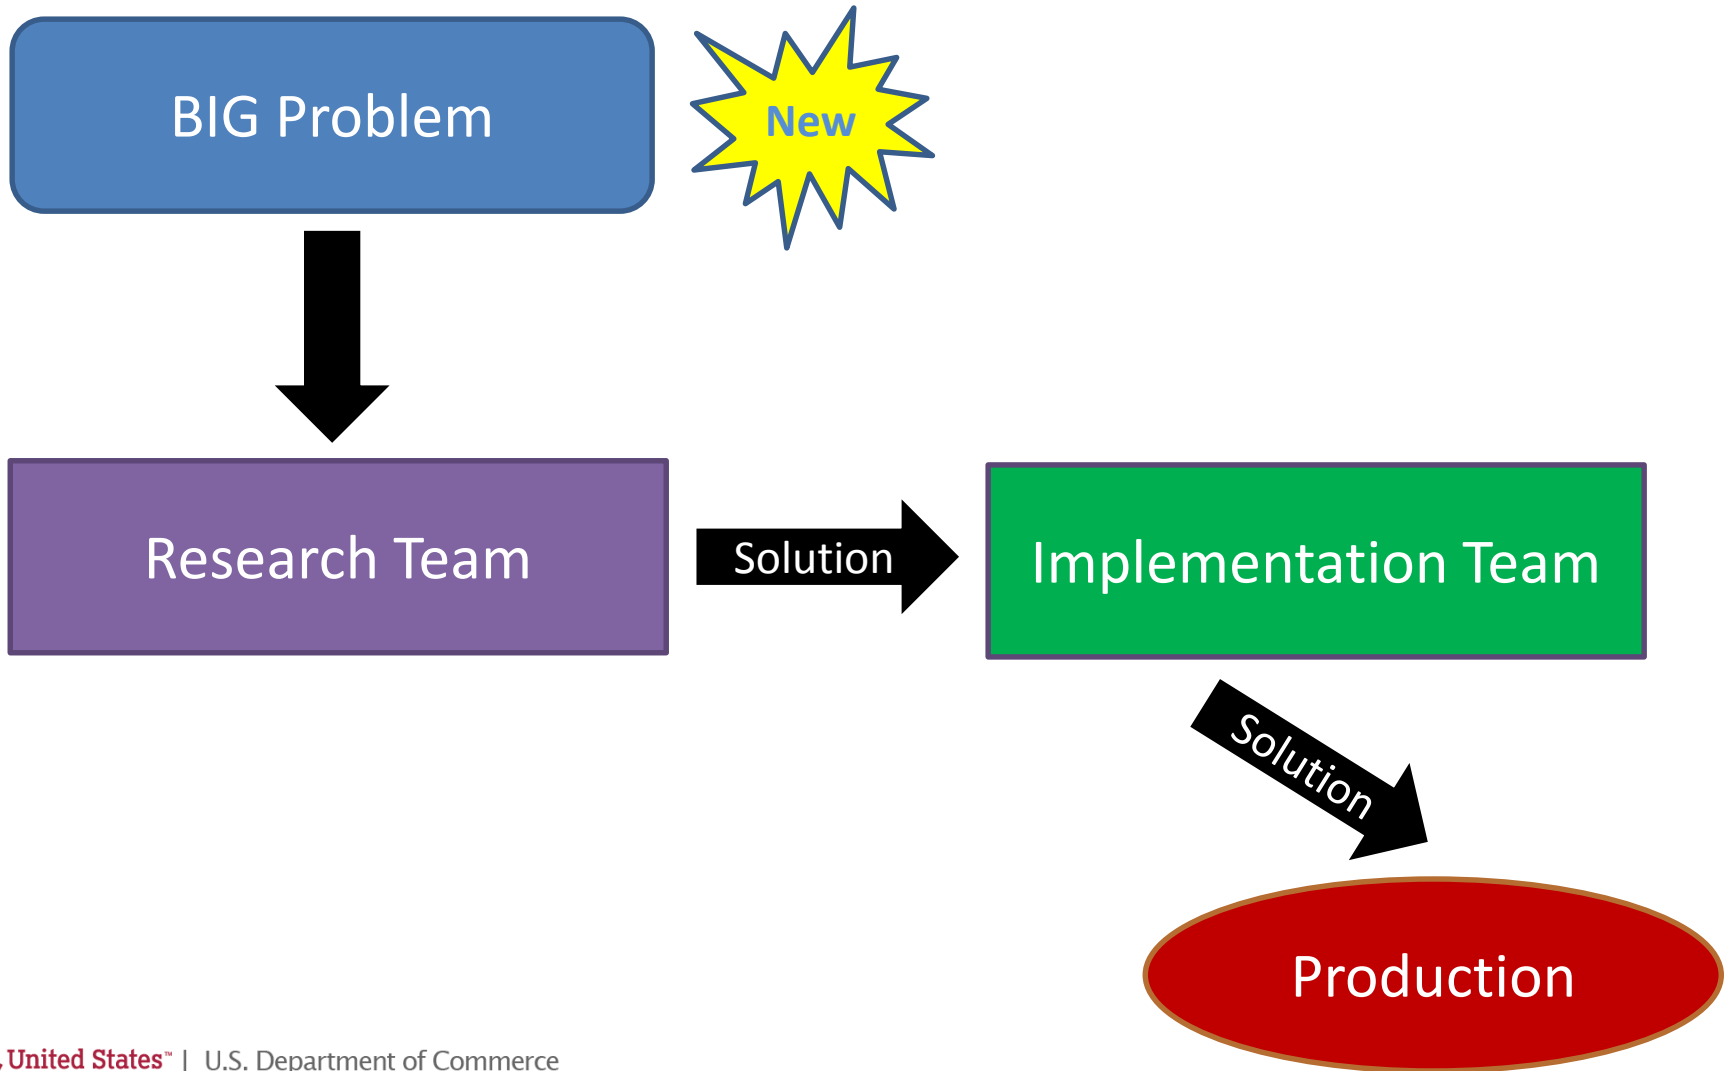 BIG Problem
New
Research Team
Solution
Implementation Team
Solution
Production
United States™ | U.S. Department of Commerce